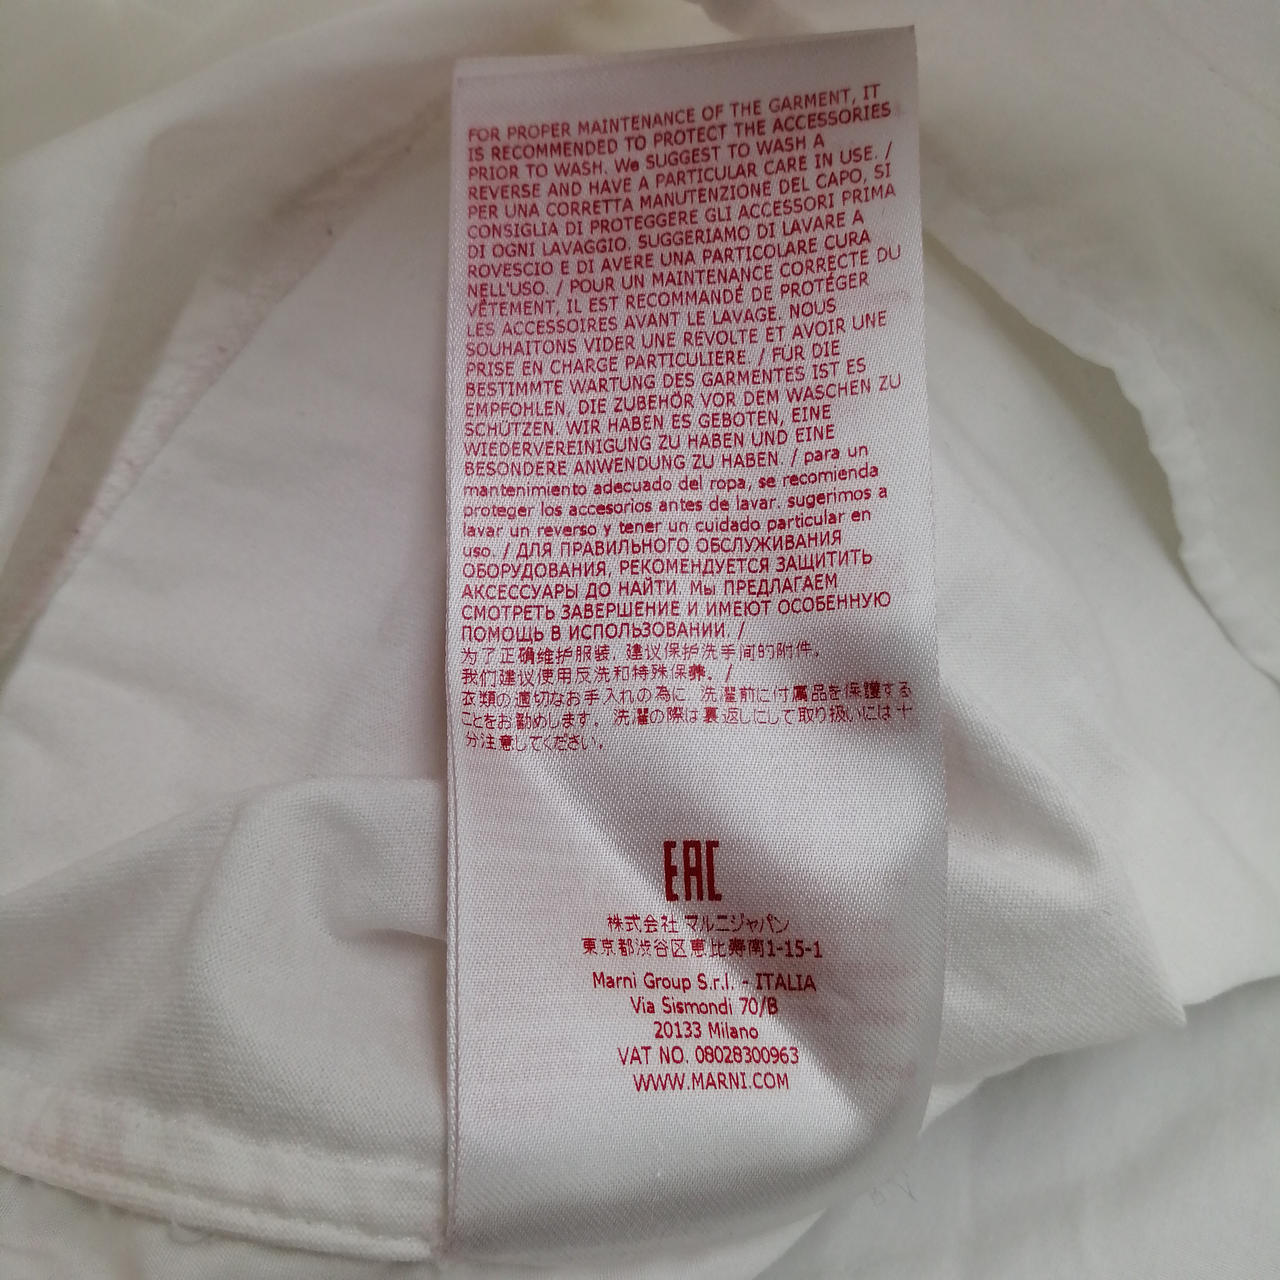 FOR PROPER MAINTENANCE OF THE GARMENT, IT
IS RECOMMENDED TO PROTECT THE ACCESSORIES
PRIOR TO WASH. We SUGGEST TO WASH A
REVERSE AND HAVE A PARTICULAR CARE IN USE. /
PER UNA CORRETTA MANUTENZIONE DEL CAPO, SI
CONSIGLIA DI PROTEGGERE GLI ACCESSORI PRIMA
DI OGNI LAVAGGIO. SUGGERIAMO DI LAVARE A
ROVESCIO E DI AVERE UNA PARTICOLARE CURA
NELL'USO. / POUR UN MAINTENANCE CORRECTE DU
VÊTEMENT, IL EST RECOMMANDÉ DE PROTÉGER
LES ACCESSOIRES AVANT LE LAVAGE. NOUS
SOUHAITONS VIDER UNE REVOLTE ET AVOIR UNE
PRISE EN CHARGE PARTICULIERE. / FÜR DIE
BESTIMMTE WARTUNG DES GARMENTES IST ES
EMPFOHLEN, DIE ZUBEHÖR VOR DEM WASCHEN ZU
SCHÜTZEN. WIR HABEN ES GEBOTEN, EINE
WIEDERVEREINIGUNG ZU HABEN UND EINE
BESONDERE ANWENDUNG ZU HABEN. / para un
mantenimiento adecuado del ropa, se recomienda
proteger los accesorios antes de lavar. sugerimos a
lavar un reverso y tener un cuidado particular en
uso. / ДЛЯ ПРАВИЛЬНОГО ОБСЛУЖИВАНИЯ
ОБОРУДОВАНИЯ, РЕКОМЕНДУЕТСЯ ЗАЩИТИТЬ
АКСЕССУАРЫ ДО НАЙТИ. Мы ПРЕДЛАГАЕМ
СМОТРЕТЬ ЗАВЕРШЕНИЕ И ИМЕЮТ ОСОБЕННУЮ
ПОМОЩЬ В ИСПОЛЬЗОВАНИИ. /
为了正确维护服装, 建议保护洗手间的附件。
我们建议使用反洗和特殊保养。 /
衣類の適切なお手入れの為に、洗濯前に付属品を保護する
ことをお勧めします。洗濯の際は裏返しにして取り扱いには十
分注意してください。
EAC
株式会社 マルニジャパン
東京都渋谷区恵比寿南1-15-1
Marni Group S.r.l. - ITALIA
Via Sismondi 70/B
20133 Milano
VAT NO. 08028300963
WWW.MARNI.COM